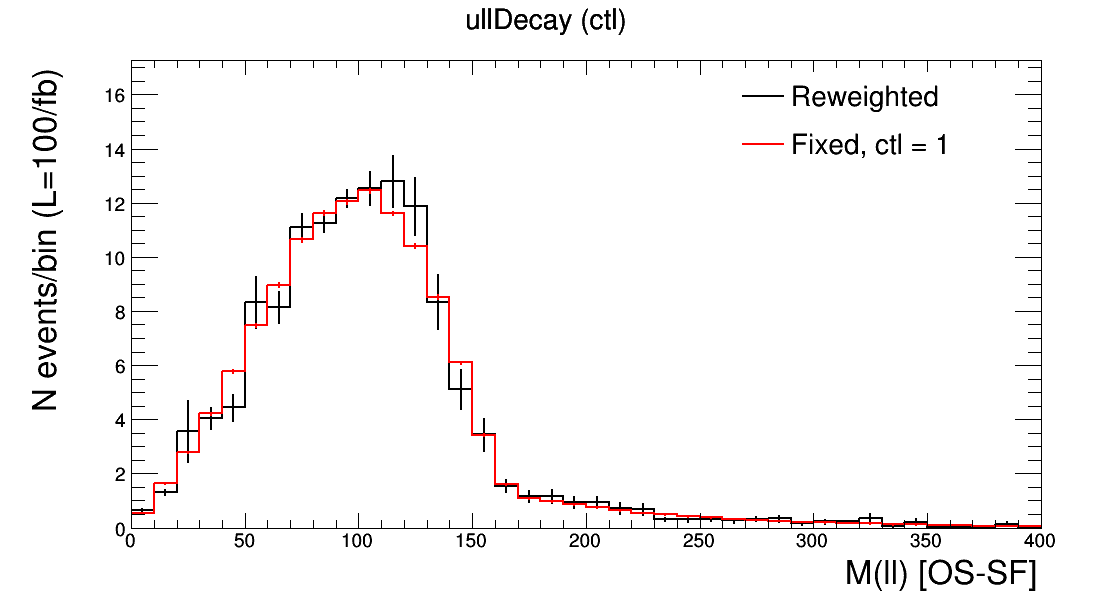 ullDecay (ctl)
N events/bin (L=100/fb)
16
14
12
10
8
6
4
2
0
Reweighted
Fixed, ctl = 1
0 50 100 150 200 250 300 350 400
M(ll) [OS-SF]